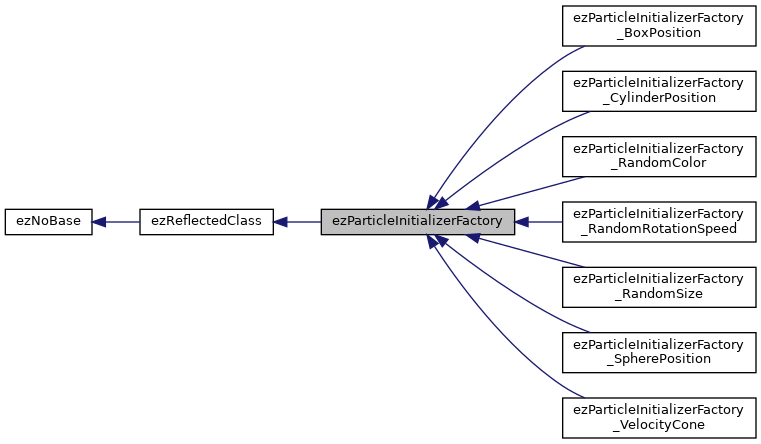 ezNoBase
ezReflectedClass
ezParticleInitializerFactory
ezParticleInitializerFactory
_BoxPosition
ezParticleInitializerFactory
_CylinderPosition
ezParticleInitializerFactory
_RandomColor
ezParticleInitializerFactory
_RandomRotationSpeed
ezParticleInitializerFactory
_RandomSize
ezParticleInitializerFactory
_SpherePosition
ezParticleInitializerFactory
_VelocityCone